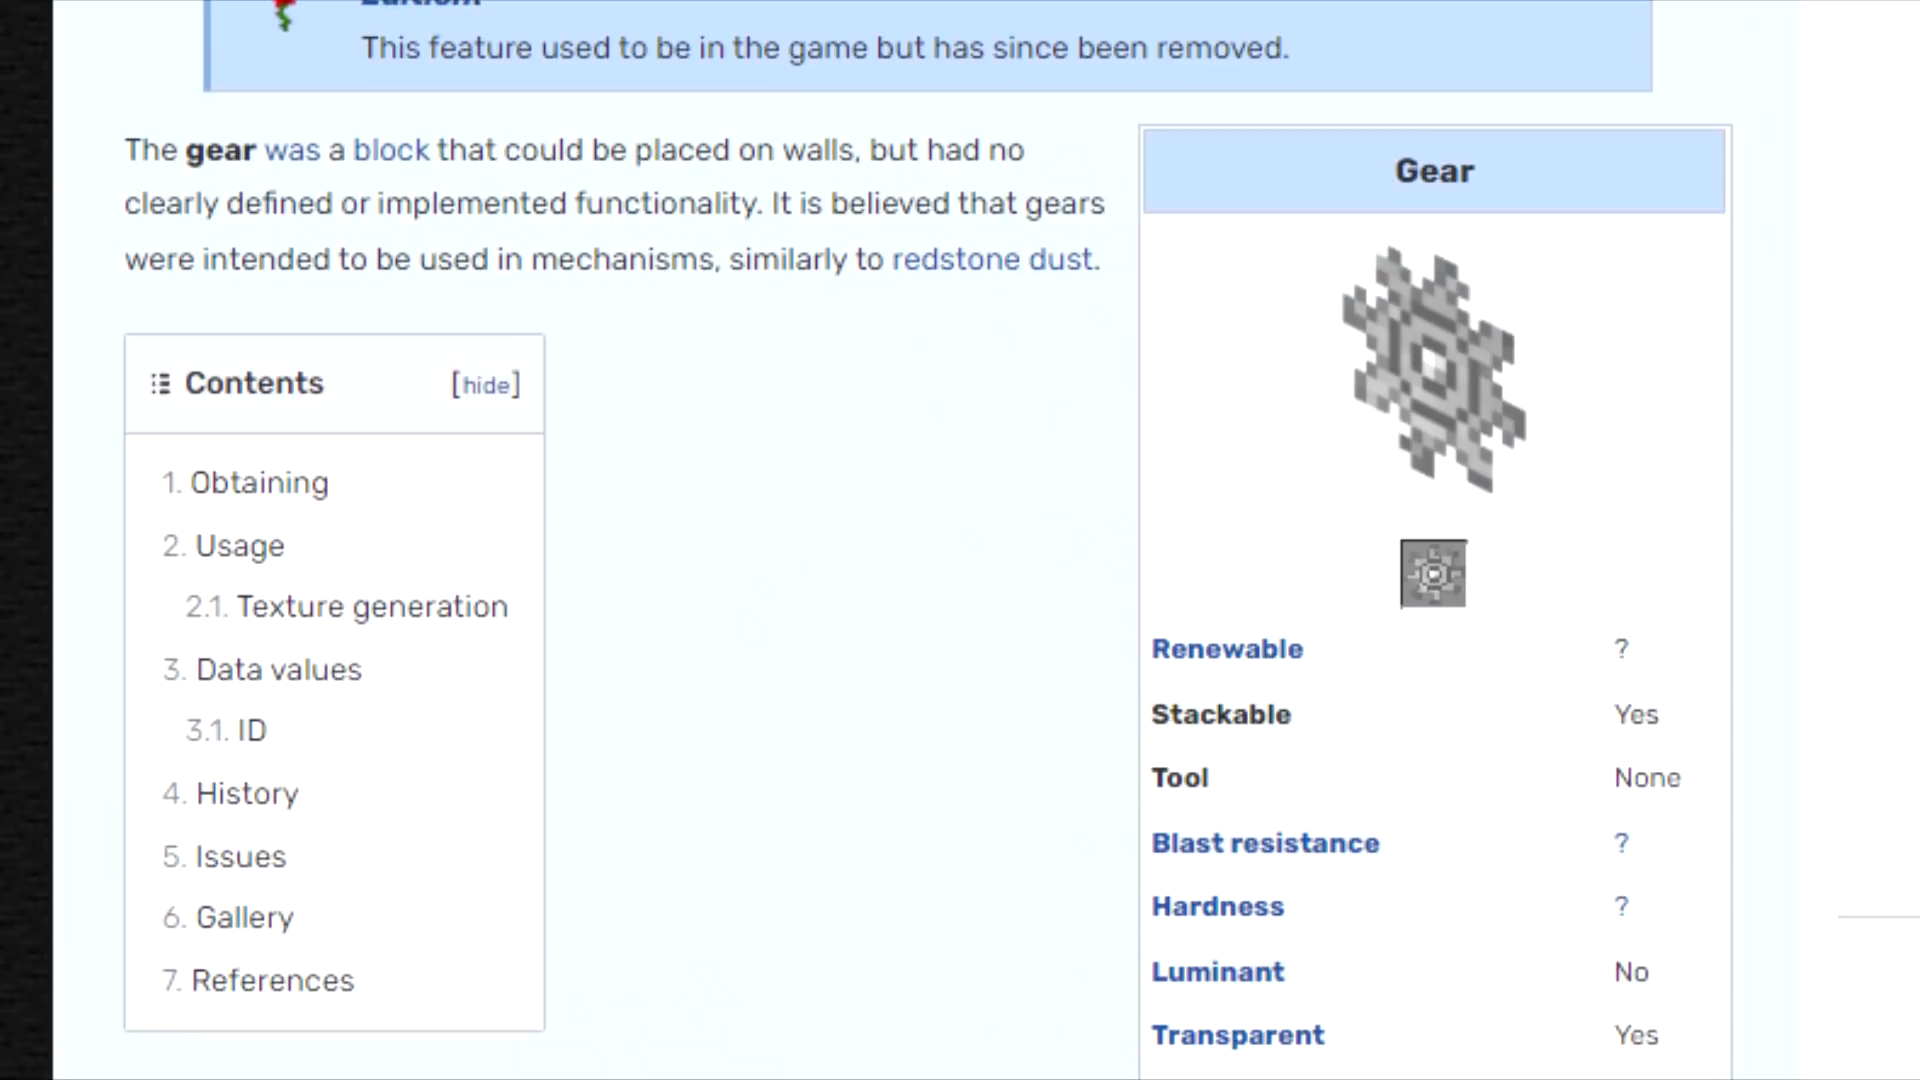 This feature used to be in the game but has since been removed.
The gear was a block that could be placed on walls, but had no
clearly defined or implemented functionality. It is believed that gears
were intended to be used in mechanisms, similarly to redstone dust.
Contents [hide]
1. Obtaining
2. Usage
2.1. Texture generation
3. Data values
3.1. ID
4. History
5. Issues
6. Gallery
7. References
Gear
Renewable ?
Stackable Yes
Tool None
Blast resistance ?
Hardness ?
Luminant No
Transparent Yes